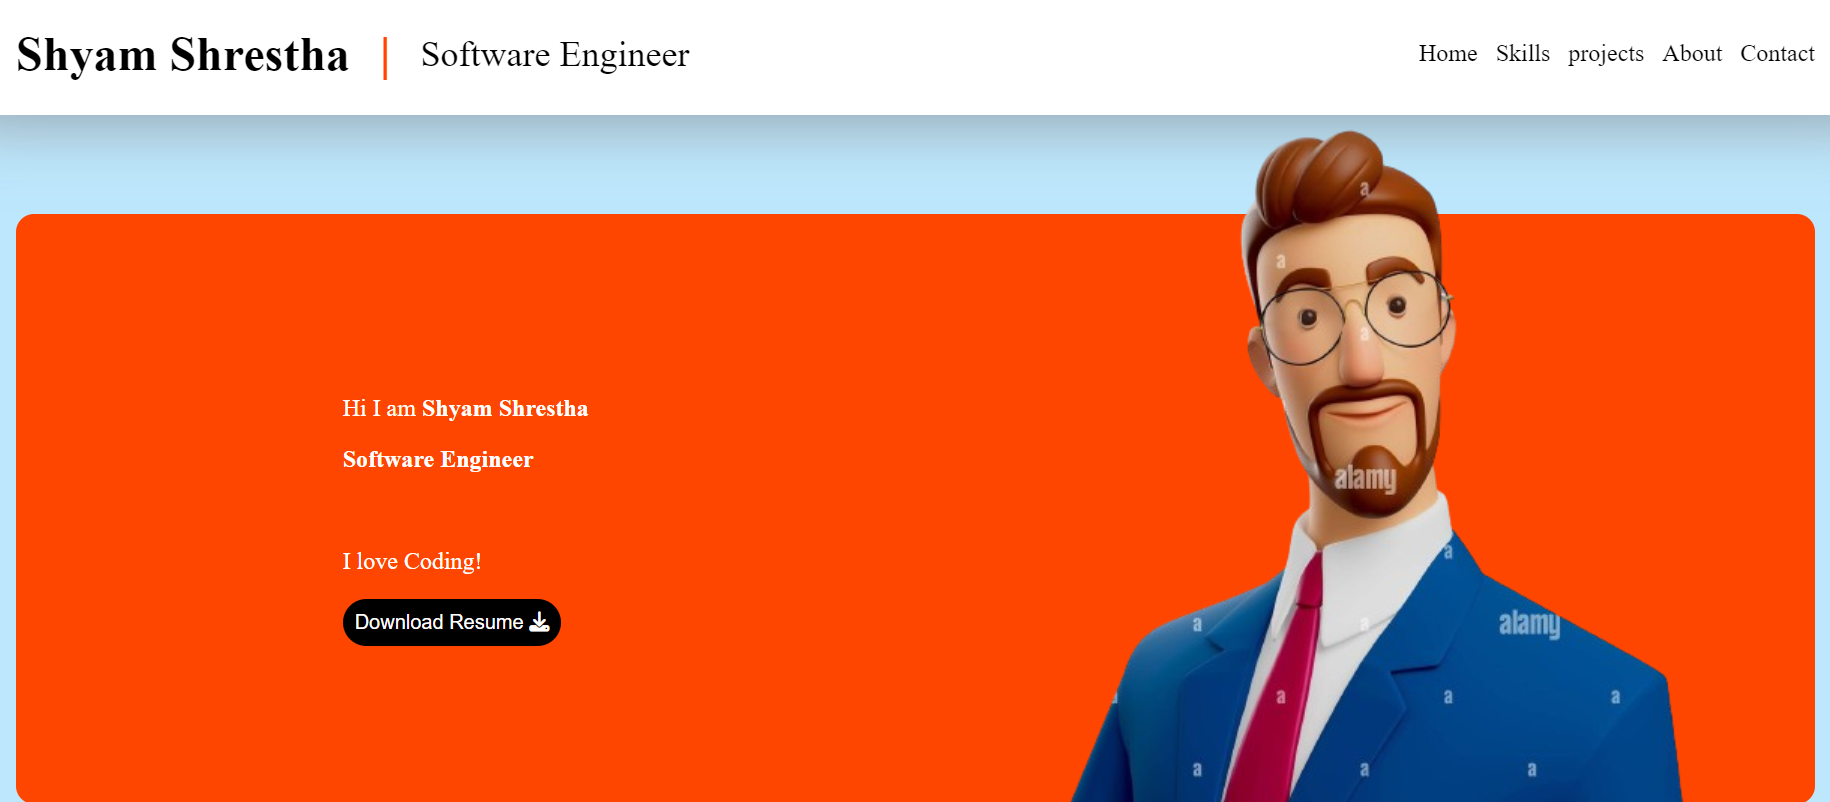 Shyam Shrestha | Software Engineer
Home Skills projects About Contact
Hi I am Shyam Shrestha
Software Engineer
I love Coding!
Download Resume
a
a
a
alamy
a
a
a
alamy
a
a
a
a
a
a